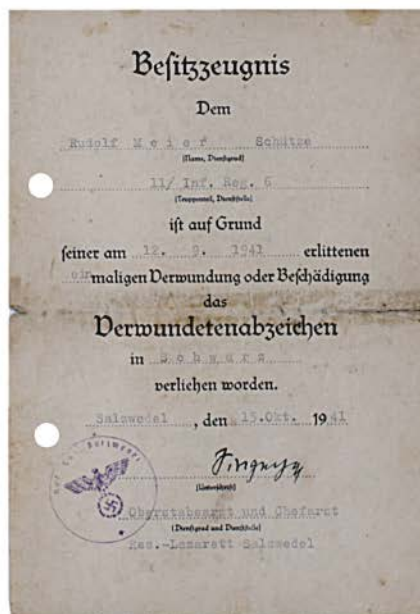 Besitzzeugnis
Dem
Rudolf Meier Schütze
(Name, Dienstgrad)
11/ Inf. Reg. 6
(Truppenteil, Dienststelle)
ist auf Grund
seiner am 12. 9. 1941 erlittenen
einmaligen Verwundung oder Beschädigung
das
Verwundetenabzeichen
in Schwarz
verliehen worden.
Salzwedel, den 15.Okt. 1941
(Unterschrift)
Oberstabsarzt und Chefarzt
(Dienstgrad und Dienststelle)
Res.-Lazarett Salzwedel